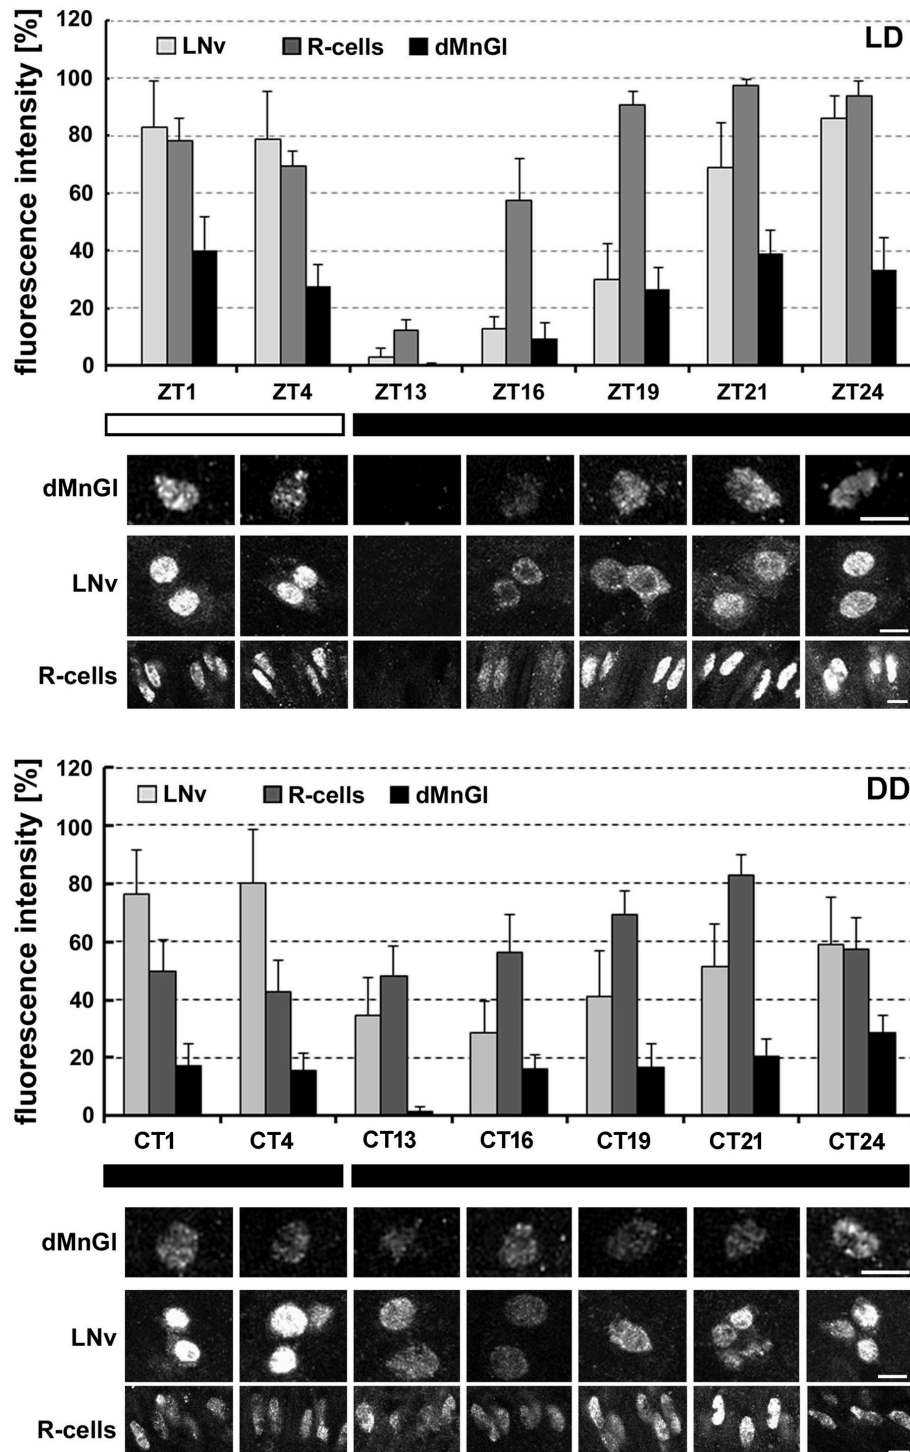 fluorescence intensity [%]
120
100
80
60
40
20
0
LNv R-cells dMnGl
LD
ZT1 ZT4 ZT13 ZT16 ZT19 ZT21 ZT24
dMnGl
LNv
R-cells
fluorescence intensity [%]
120
100
80
60
40
20
0
LNv R-cells dMnGl
DD
CT1 CT4 CT13 CT16 CT19 CT21 CT24
dMnGl
LNv
R-cells